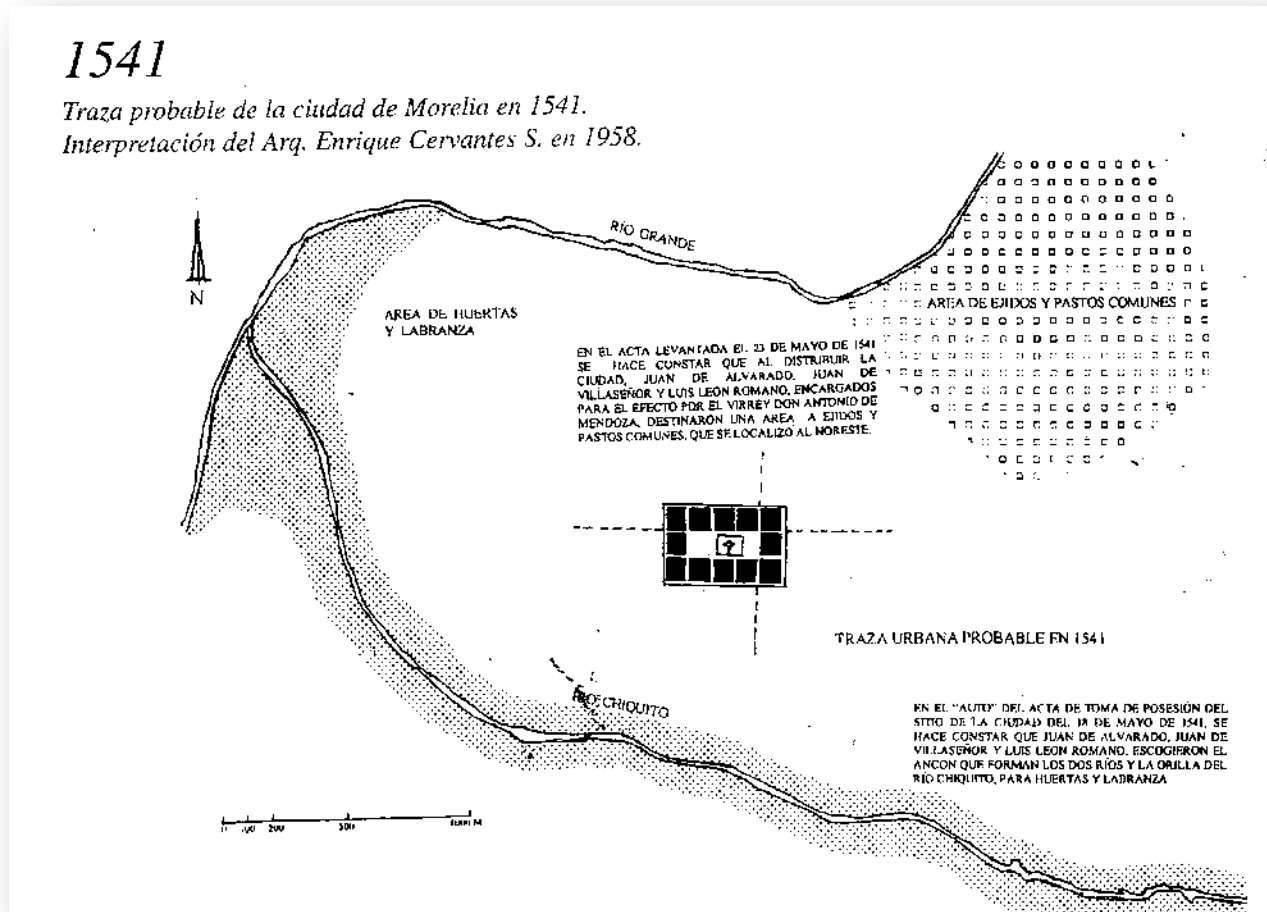 1541
Traza probable de la ciudad de Morelia en 1541.
Interpretación del Arq. Enrique Cervantes S. en 1958.
RÍO GRANDE
N
AREA DE HUERTAS
Y LABRANZA
AREA DE EJIDOS Y PASTOS COMUNES
EN EL ACTA LEVANTADA EL 23 DE MAYO DE 1541
SE HACE CONSTAR QUE AL DISTRIBUIR LA
CIUDAD, JUAN DE ALVARADO, JUAN DE
VILLASEÑOR Y LUIS LEON ROMANO, ENCARGADOS
PARA EL EFECTO POR EL VIRREY DON ANTONIO DE
MENDOZA, DESTINARON UNA AREA A EJIDOS Y
PASTOS COMUNES, QUE SE LOCALIZO AL NORESTE.
TRAZA URBANA PROBABLE EN 1541
RÍO CHIQUITO
EN EL "AUTO" DEL ACTA DE TOMA DE POSESIÓN DEL
SITIO DE LA CIUDAD DEL 18 DE MAYO DE 1541, SE
HACE CONSTAR QUE JUAN DE ALVARADO, JUAN DE
VILLASEÑOR Y LUIS LEON ROMANO, ESCOGIERON EL
ANCON QUE FORMAN LOS DOS RÍOS Y LA ORILLA DEL
RÍO CHIQUITO, PARA HUERTAS Y LABRANZA
0 100 200 500 1000 M